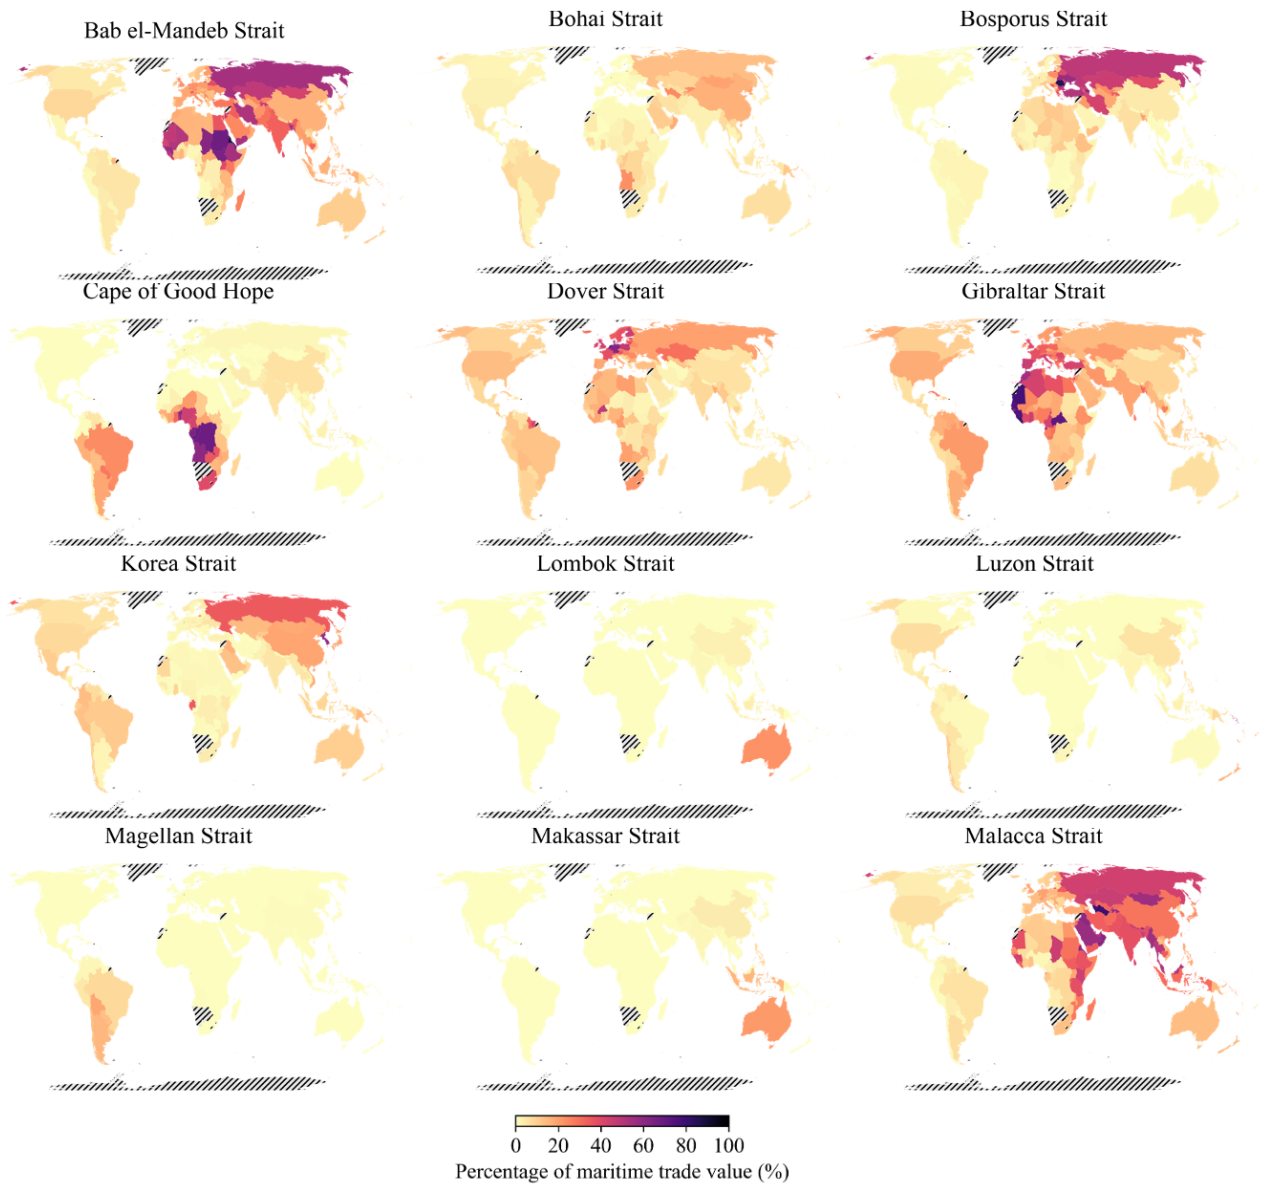 Bab el-Mandeb Strait
Bohai Strait
Bosporus Strait
Cape of Good Hope
Dover Strait
Gibraltar Strait
Korea Strait
Lombok Strait
Luzon Strait
Magellan Strait
Makassar Strait
Malacca Strait
0 20 40 60 80 100
Percentage of maritime trade value (%)